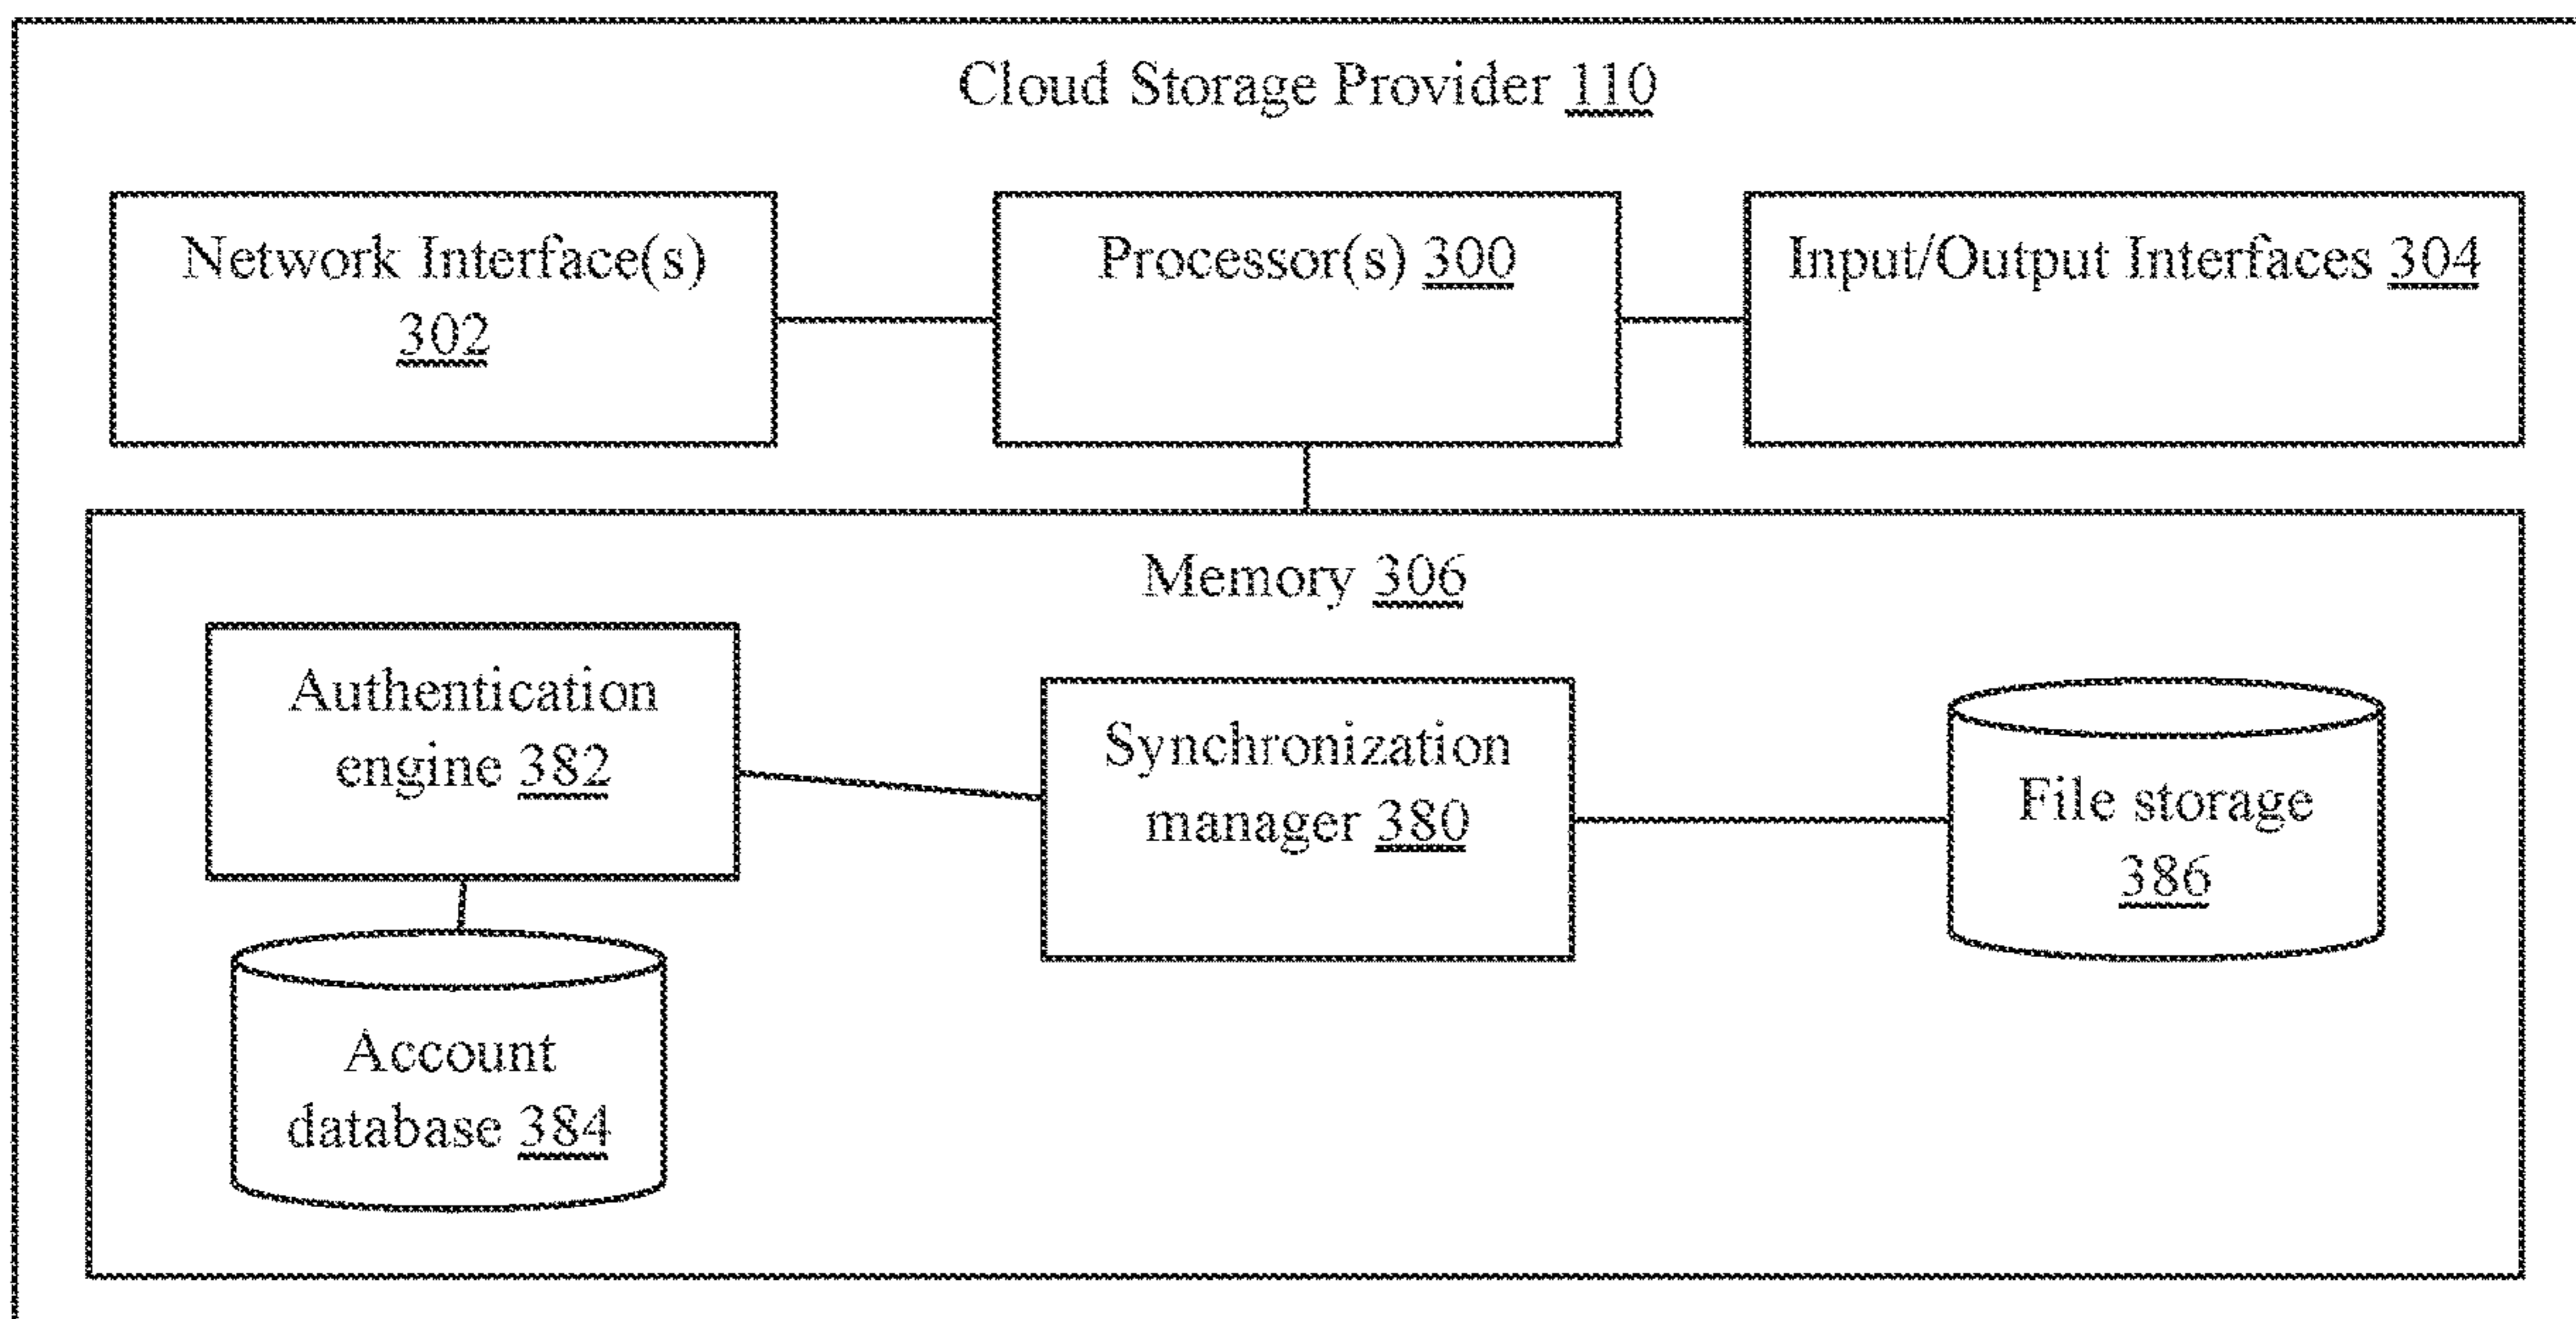 Cloud Storage Provider 110
Network Interface(s)
302
Processor(s) 300
Input/Output Interfaces 304
Memory 306
Authentication
engine 382
Synchronization
manager 380
File storage
386
Account
database 384